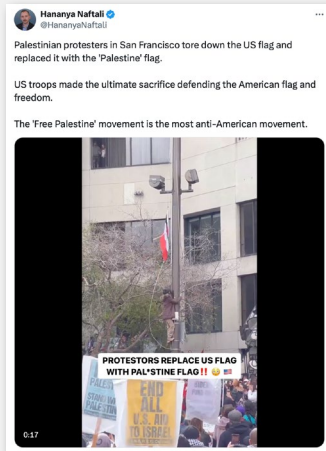 Hananya Naftali
@HananyaNaftali
Palestinian protesters in San Francisco tore down the US flag and
replaced it with the 'Palestine' flag.
US troops made the ultimate sacrifice defending the American flag and
freedom.
The 'Free Palestine' movement is the most anti-American movement.
PROTESTORS REPLACE US FLAG
WITH PAL*STINE FLAG‼️ 😳 🇺🇸
STAND W
PALESTIN
END
ALL
U.S. AID
TO ISRAEL
0:17